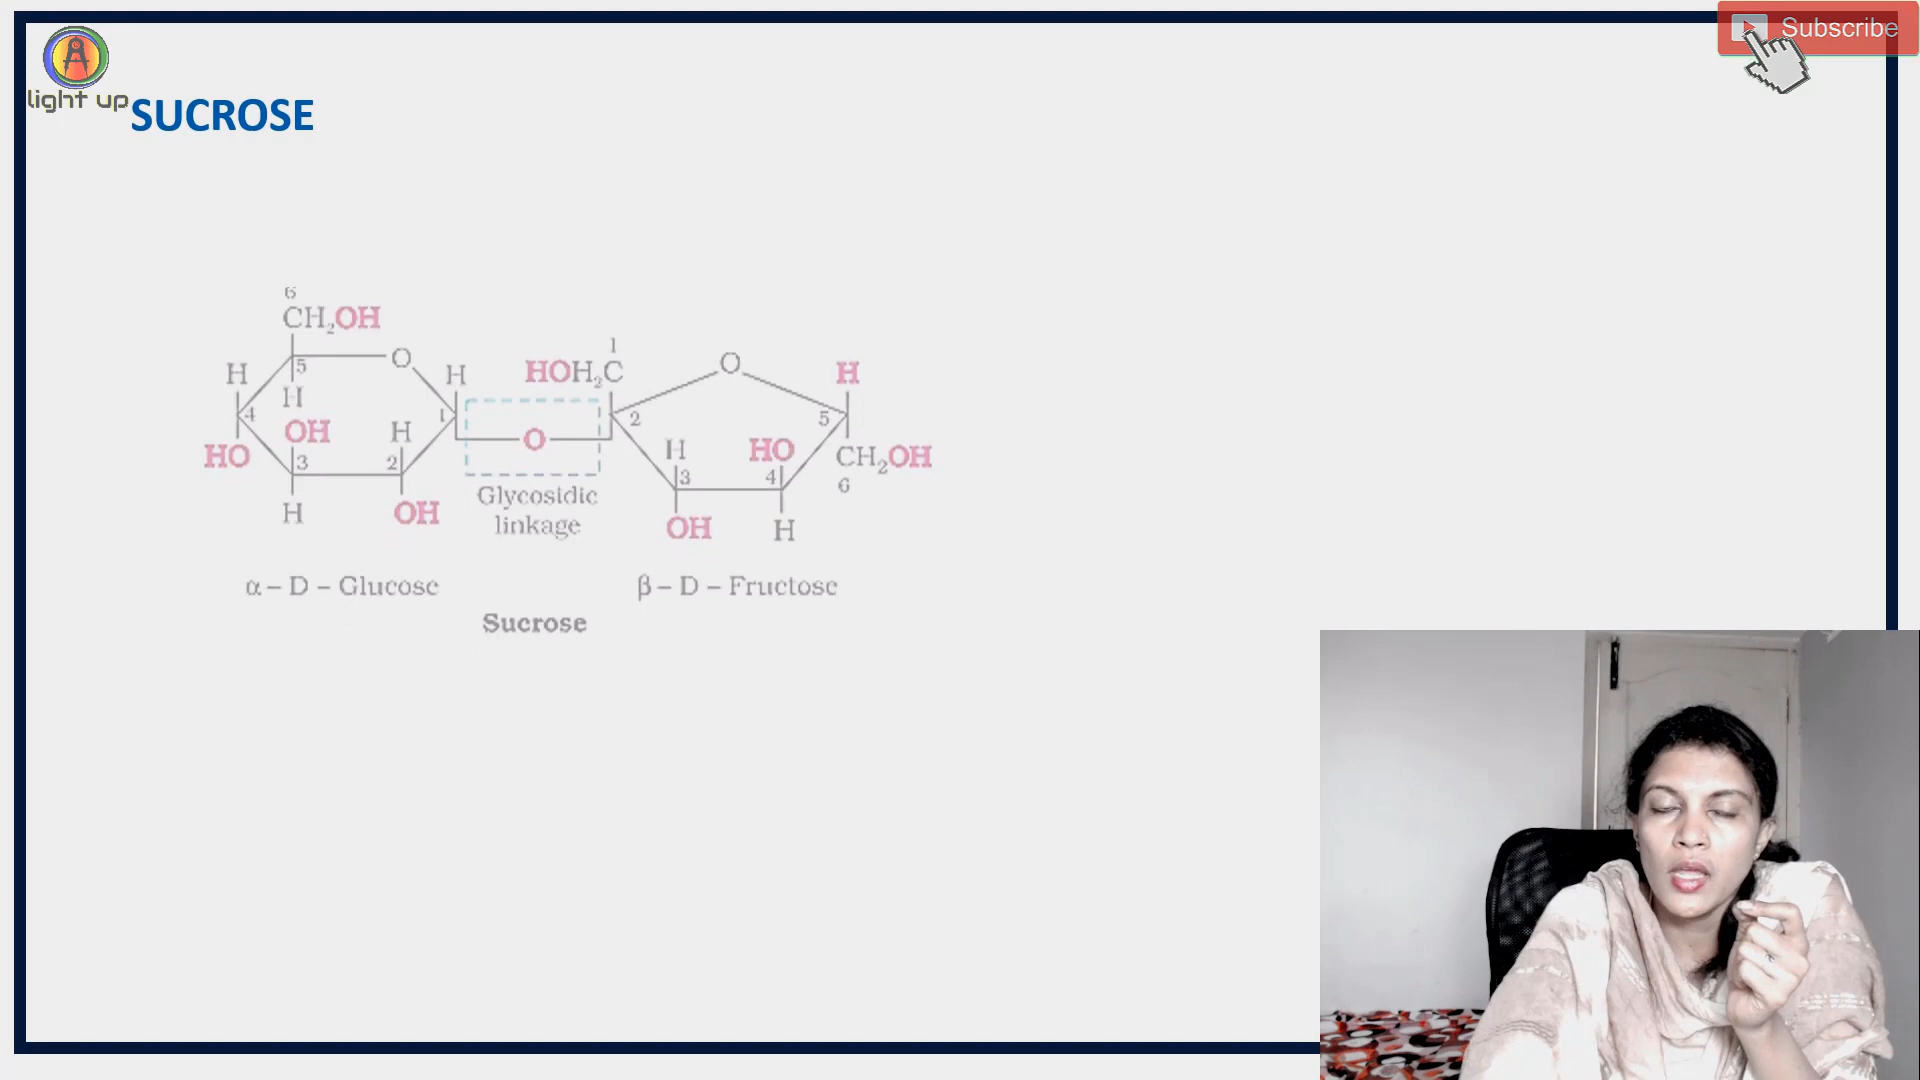 Subscribe
light up
SUCROSE
6
CH₂OH
5
O
H
H
H
4
1
OH
H
HO
3
2
H
OH
1
HOH₂C
O
H
2
5
O
H
HO
CH₂OH
3
4
6
OH
H
Glycosidic
linkage
α – D – Glucose
β – D – Fructose
Sucrose